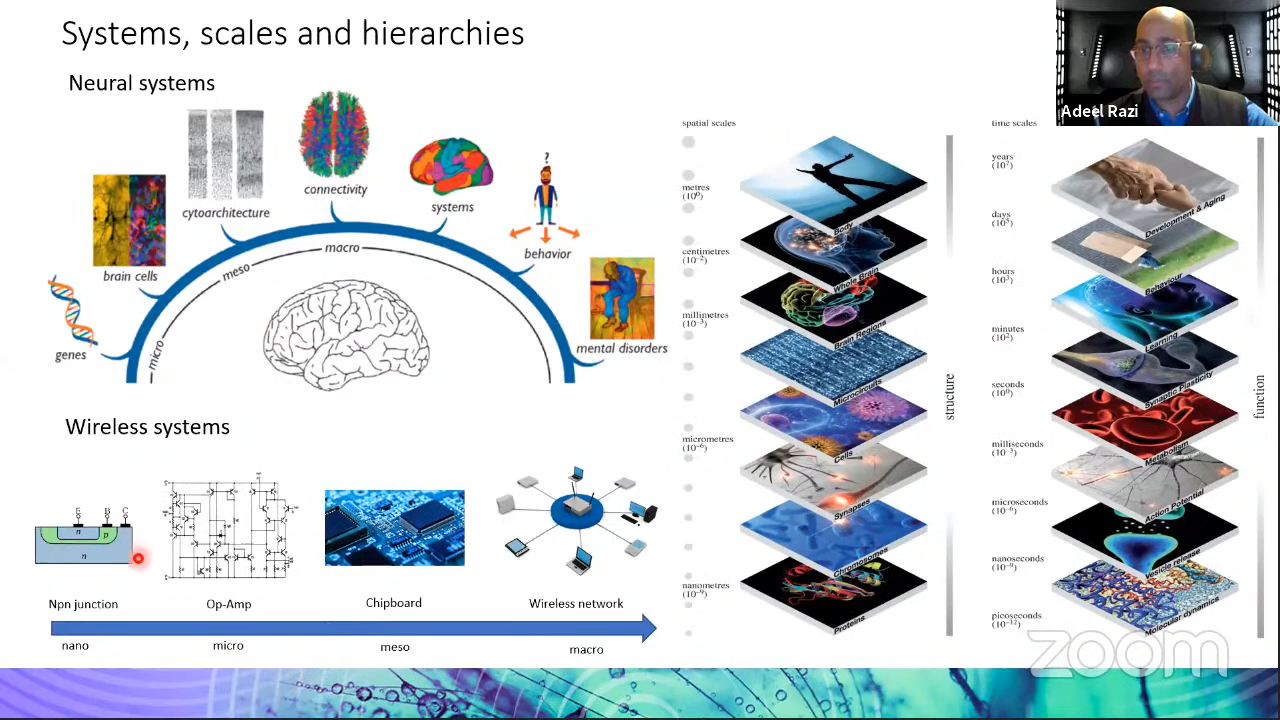 Systems, scales and hierarchies
Adeel Razi
Neural systems
genes
brain cells
cytoarchitecture
connectivity
systems
?
behavior
mental disorders
micro
meso
macro
Wireless systems
E
B
C
n
p
n
Npn junction
Op-Amp
Chipboard
Wireless network
nano
micro
meso
macro
spatial scales
metres
(10⁰)
centimetres
(10⁻²)
millimetres
(10⁻³)
micrometres
(10⁻⁶)
nanometres
(10⁻⁹)
Body
Whole Brain
Brain Regions
Microcircuits
Cells
Synapses
Chromosomes
Proteins
structure
time scales
years
days
hours
(10³)
minutes
(10²)
seconds
(10⁰)
milliseconds
(10⁻³)
microseconds
(10⁻⁶)
nanoseconds
(10⁻⁹)
picoseconds
(10⁻¹²)
Development & Aging
Behaviour
Learning
Synaptic Plasticity
Metabolism
Action Potential
Vesicle release
Molecular dynamics
function
zoom